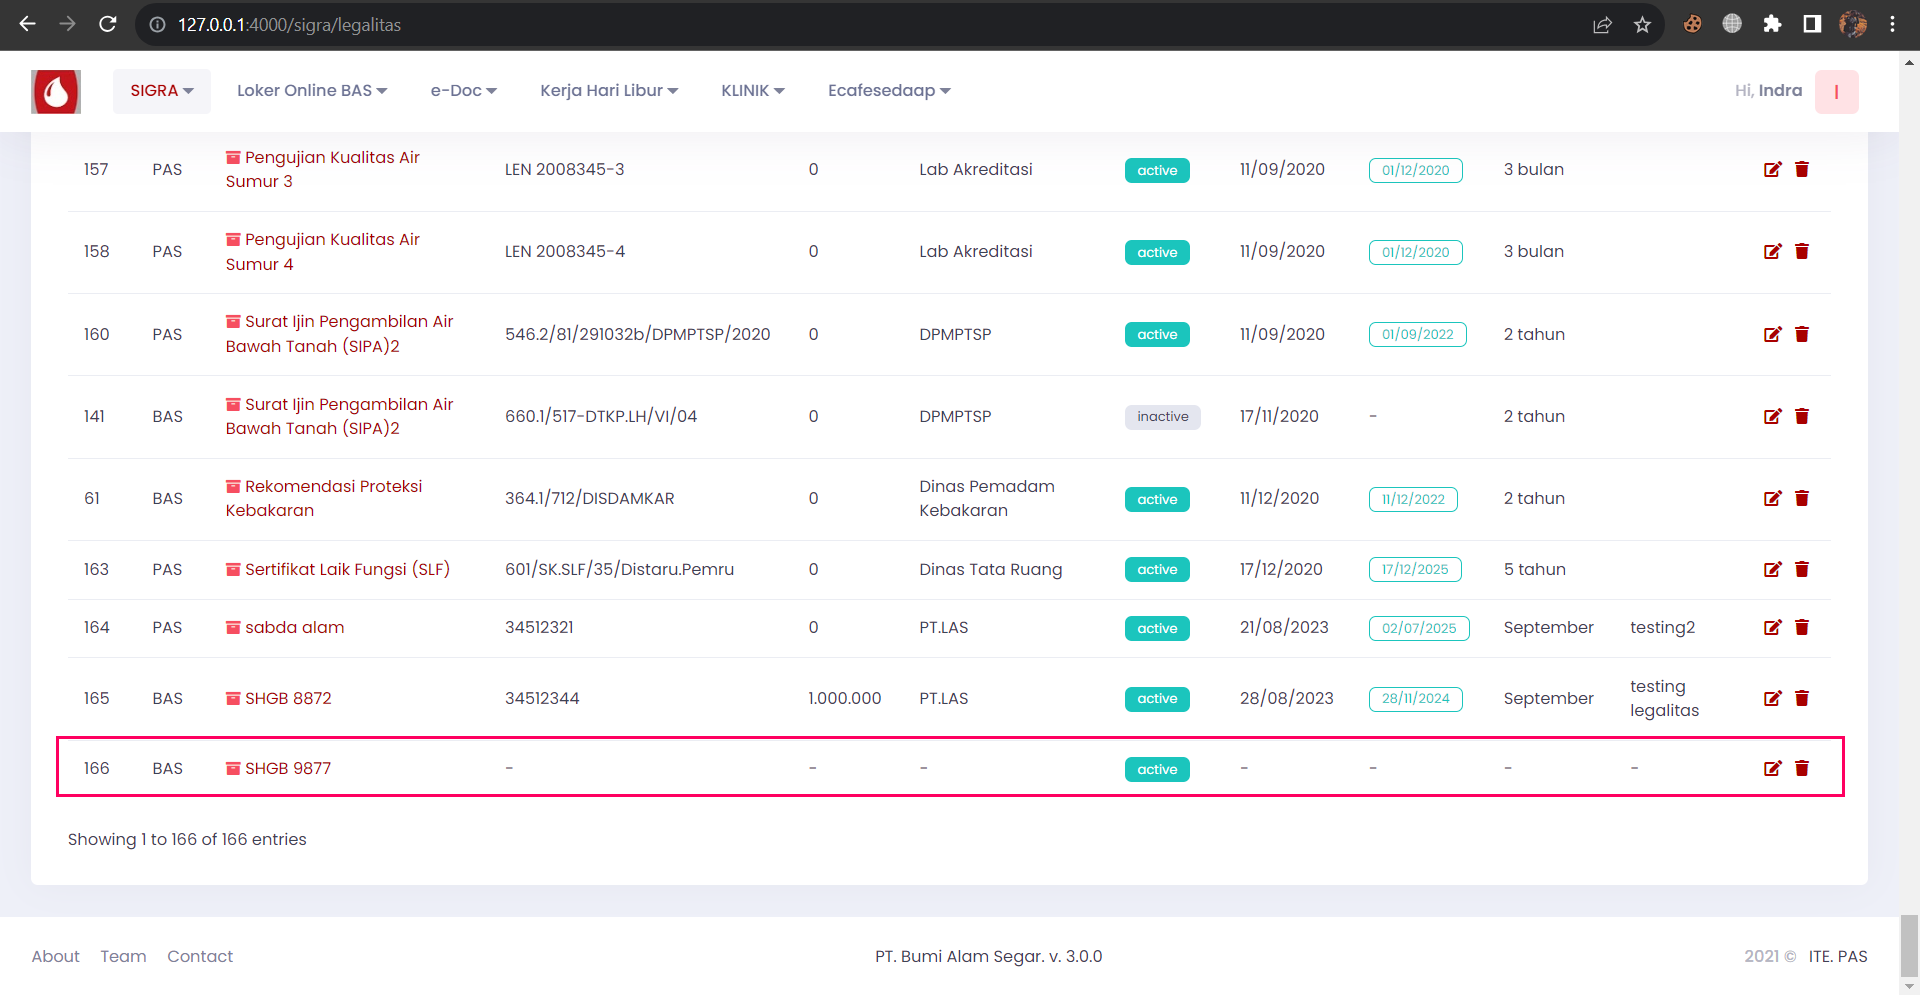 127.0.0.1:4000/sigra/legalitas
SIGRA Loker Online BAS e-Doc Kerja Hari Libur KLINIK Ecafesedaap Hi, Indra I
157 PAS Pengujian Kualitas Air Sumur 3 LEN 2008345-3 0 Lab Akreditasi active 11/09/2020 01/12/2020 3 bulan
158 PAS Pengujian Kualitas Air Sumur 4 LEN 2008345-4 0 Lab Akreditasi active 11/09/2020 01/12/2020 3 bulan
160 PAS Surat Ijin Pengambilan Air Bawah Tanah (SIPA)2 546.2/81/291032b/DPMPTSP/2020 0 DPMPTSP active 11/09/2020 01/09/2022 2 tahun
141 BAS Surat Ijin Pengambilan Air Bawah Tanah (SIPA)2 660.1/517-DTKP.LH/VI/04 0 DPMPTSP inactive 17/11/2020 - 2 tahun
61 BAS Rekomendasi Proteksi Kebakaran 364.1/712/DISDAMKAR 0 Dinas Pemadam Kebakaran active 11/12/2020 11/12/2022 2 tahun
163 PAS Sertifikat Laik Fungsi (SLF) 601/SK.SLF/35/Distaru.Pemru 0 Dinas Tata Ruang active 17/12/2020 17/12/2025 5 tahun
164 PAS sabda alam 34512321 0 PT.LAS active 21/08/2023 02/07/2025 September testing2
165 BAS SHGB 8872 34512344 1.000.000 PT.LAS active 28/08/2023 28/11/2024 September testing legalitas
166 BAS SHGB 9877 - - - active - - - -
Showing 1 to 166 of 166 entries
About Team Contact PT. Bumi Alam Segar. v. 3.0.0 2021 © ITE. PAS